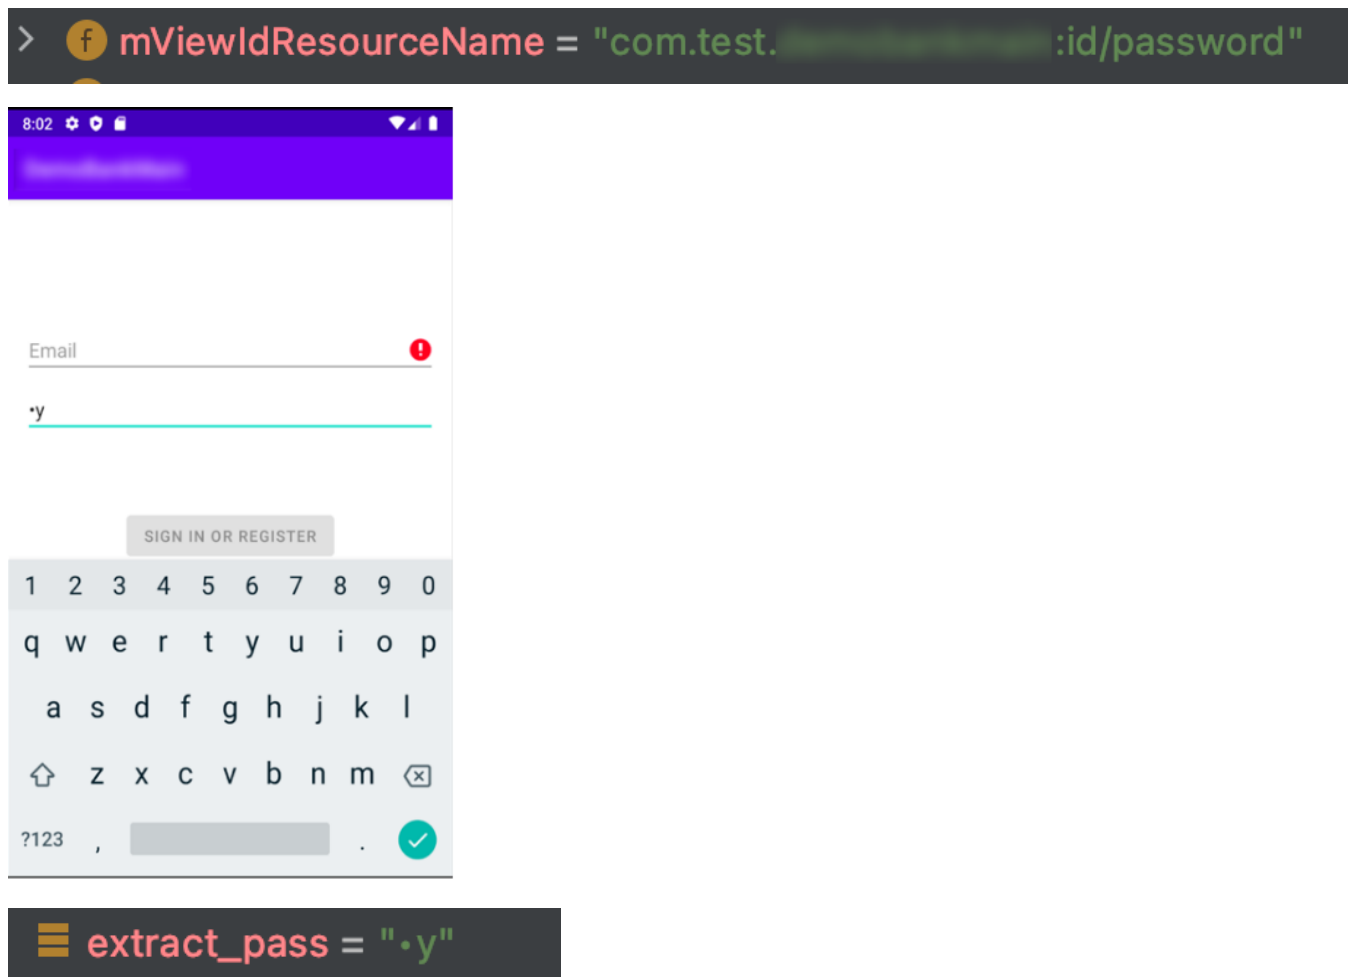 f mViewIdResourceName = "com.test. :id/password"
8:02
Email
•y
SIGN IN OR REGISTER
1 2 3 4 5 6 7 8 9 0
q w e r t y u i o p
a s d f g h j k l
z x c v b n m
?123 , .
extract_pass = "•y"